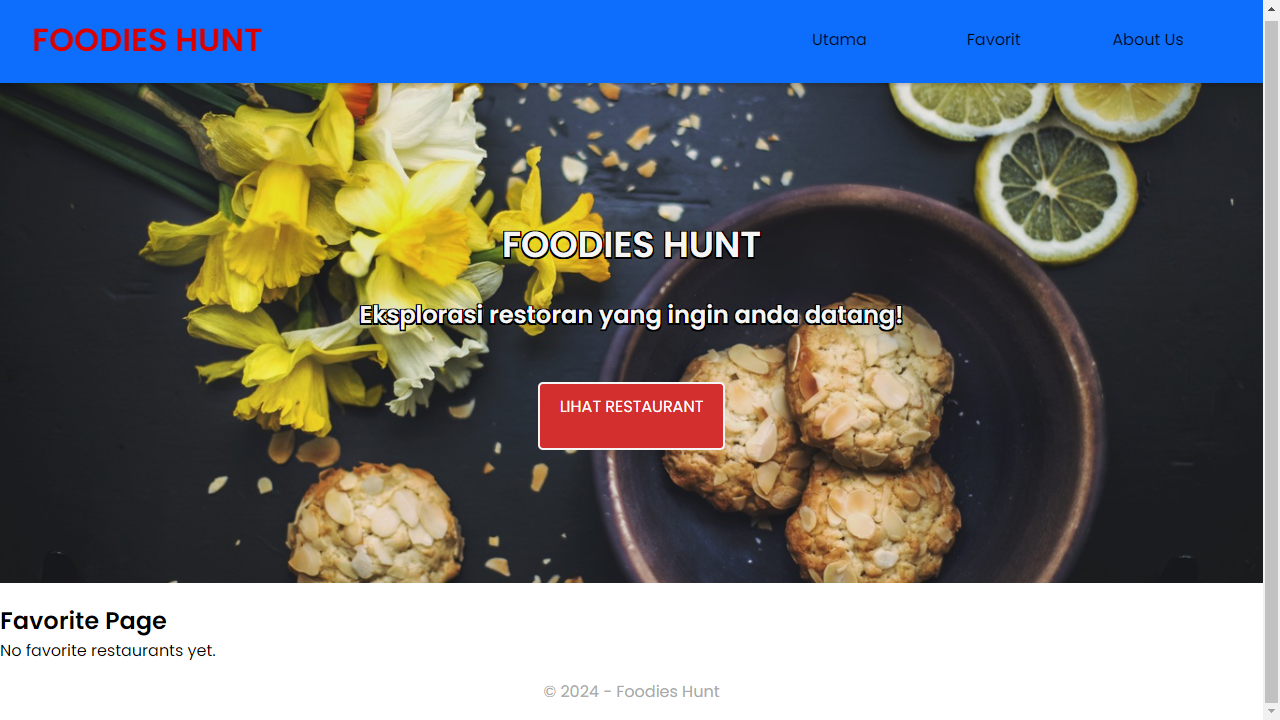 FOODIES HUNT
Utama
Favorit
About Us
FOODIES HUNT
Eksplorasi restoran yang ingin anda datang!
LIHAT RESTAURANT
Favorite Page
No favorite restaurants yet.
© 2024 - Foodies Hunt